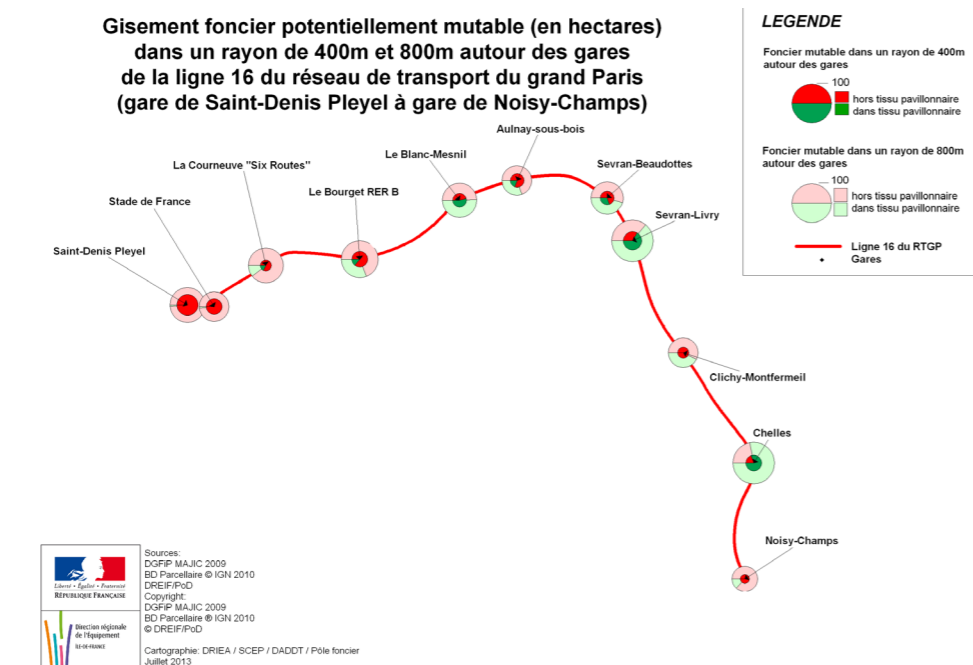 Gisement foncier potentiellement mutable (en hectares)
dans un rayon de 400m et 800m autour des gares
de la ligne 16 du réseau de transport du grand Paris
(gare de Saint-Denis Pleyel à gare de Noisy-Champs)
LEGENDE
Foncier mutable dans un rayon de 400m
autour des gares
100
hors tissu pavillonnaire
dans tissu pavillonnaire
Foncier mutable dans un rayon de 800m
autour des gares
100
hors tissu pavillonnaire
dans tissu pavillonnaire
Ligne 16 du RTGP
Gares
Aulnay-sous-bois
Le Blanc-Mesnil
La Courneuve "Six Routes"
Sevran-Beaudottes
Le Bourget RER B
Stade de France
Sevran-Livry
Saint-Denis Pleyel
Clichy-Montfermeil
Chelles
Noisy-Champs
Liberté • Égalité • Fraternité
RÉPUBLIQUE FRANÇAISE
Direction régionale
de l'Équipement
ÎLE-DE-FRANCE
Sources:
DGFiP MAJIC 2009
BD Parcellaire © IGN 2010
DREIF/PoD
Copyright:
DGFiP MAJIC 2009
BD Parcellaire ® IGN 2010
© DREIF/PoD
Cartographie: DRIEA / SCEP / DADDT / Pôle foncier
Juillet 2013